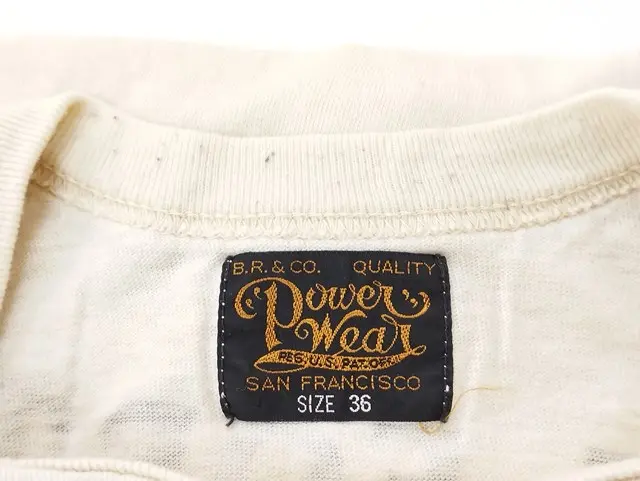 B.R. & CO. QUALITY
Power
Wear
REG. U.S. PAT. OFF.
SAN FRANCISCO
SIZE 36